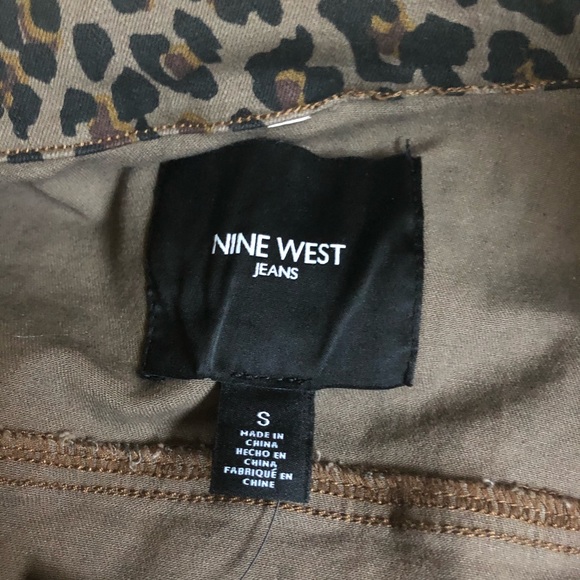 NINE WEST
JEANS
S
MADE IN
CHINA
HECHO EN
CHINA
FABRIQUÉ EN
CHINE